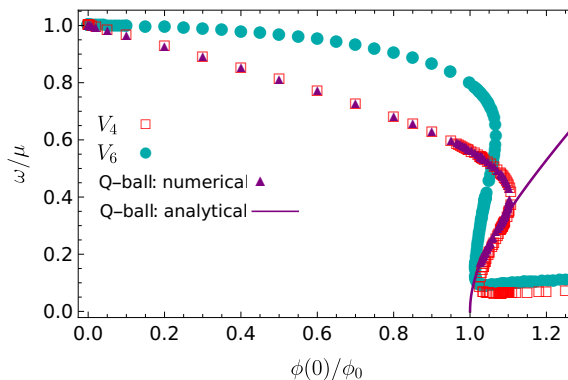 1.0
0.8
0.6
0.4
0.2
0.0
ω/μ
V₄
V₆
Q-ball: numerical
Q-ball: analytical
0.0 0.2 0.4 0.6 0.8 1.0 1.2
ϕ(0)/ϕ₀